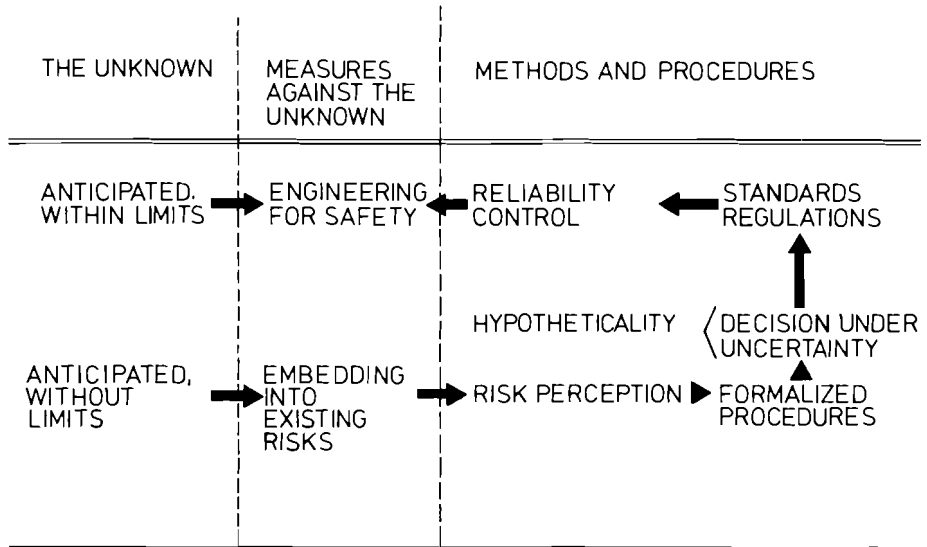 THE UNKNOWN
MEASURES
AGAINST THE
UNKNOWN
METHODS AND PROCEDURES
ANTICIPATED.
WITHIN LIMITS
ENGINEERING
FOR SAFETY
RELIABILITY
CONTROL
STANDARDS
REGULATIONS
HYPOTHETICALITY
DECISION UNDER
UNCERTAINTY
ANTICIPATED,
WITHOUT
LIMITS
EMBEDDING
INTO
EXISTING
RISKS
RISK PERCEPTION
FORMALIZED
PROCEDURES